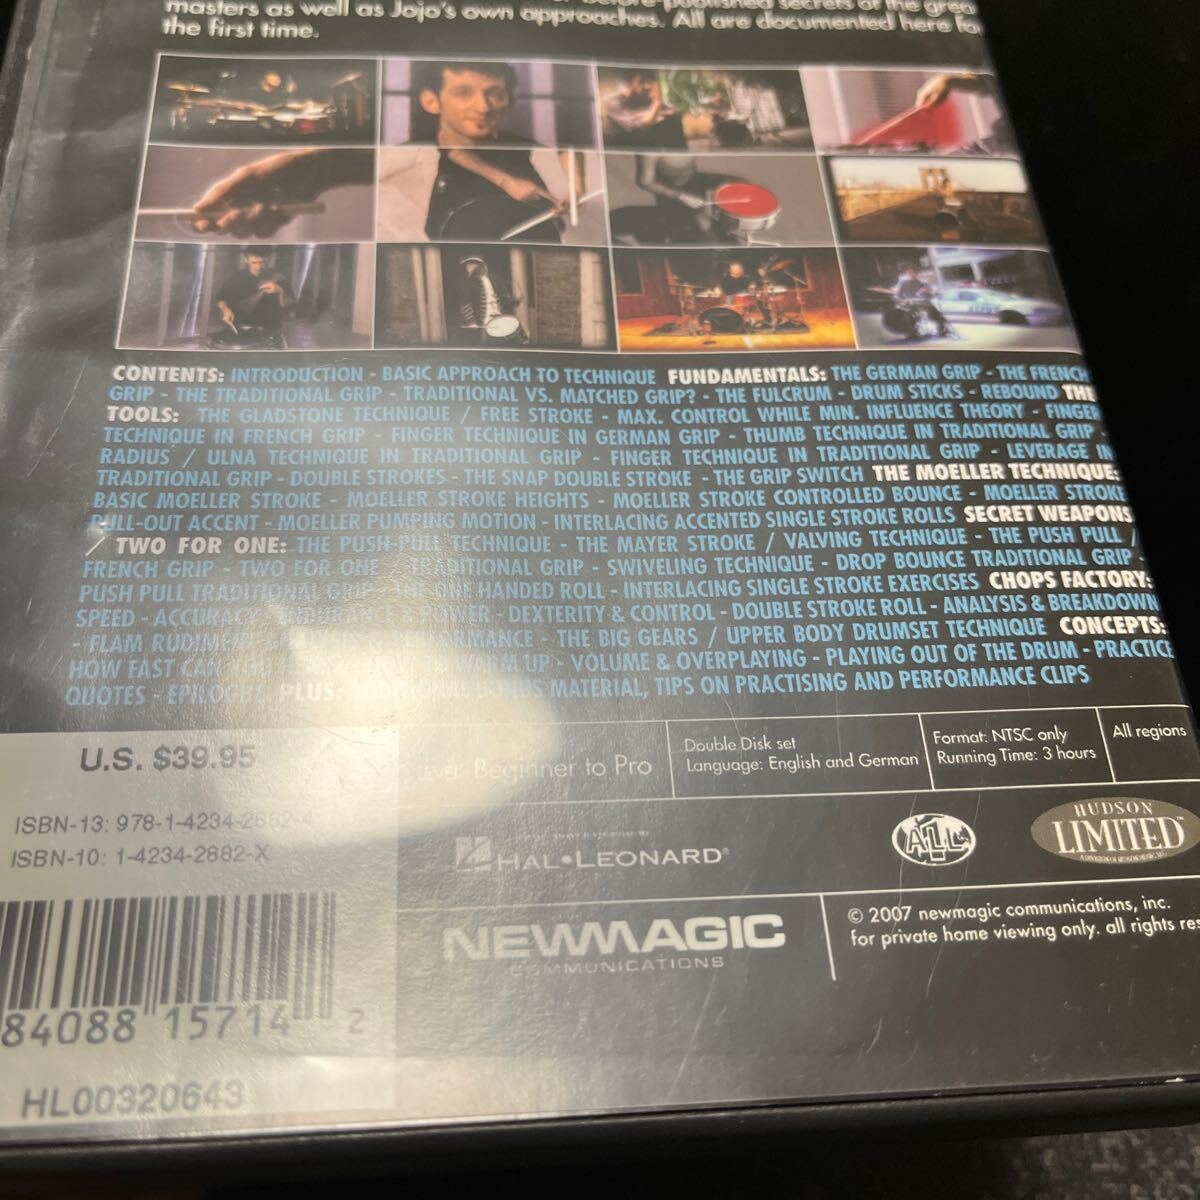 masters as well as Jojo's own approaches. All are documented here fo
the first time.
CONTENTS: INTRODUCTION - BASIC APPROACH TO TECHNIQUE FUNDAMENTALS: THE GERMAN GRIP - THE FRENCH
GRIP - THE TRADITIONAL GRIP - TRADITIONAL VS. MATCHED GRIP? - THE FULCRUM - DRUM STICKS - REBOUND THE
TOOLS: THE GLADSTONE TECHNIQUE / FREE STROKE - MAX. CONTROL WHILE MIN. INFLUENCE THEORY - FINGER
TECHNIQUE IN FRENCH GRIP - FINGER TECHNIQUE IN GERMAN GRIP - THUMB TECHNIQUE IN TRADITIONAL GRIP -
RADIUS / ULNA TECHNIQUE IN TRADITIONAL GRIP - FINGER TECHNIQUE IN TRADITIONAL GRIP - LEVERAGE IN
TRADITIONAL GRIP - DOUBLE STROKES - THE SNAP DOUBLE STROKE - THE GRIP SWITCH THE MOELLER TECHNIQUE:
BASIC MOELLER STROKE - MOELLER STROKE HEIGHTS - MOELLER STROKE CONTROLLED BOUNCE - MOELLER STROKE
PULL-OUT ACCENT - MOELLER PUMPING MOTION - INTERLACING ACCENTED SINGLE STROKE ROLLS SECRET WEAPONS
/ TWO FOR ONE: THE PUSH-PULL TECHNIQUE - THE MAYER STROKE / VALVING TECHNIQUE - THE PUSH PULL /
FRENCH GRIP - TWO FOR ONE TRADITIONAL GRIP - SWIVELING TECHNIQUE - DROP BOUNCE TRADITIONAL GRIP -
PUSH PULL TRADITIONAL GRIP - THE ONE HANDED ROLL - INTERLACING SINGLE STROKE EXERCISES CHOPS FACTORY:
SPEED - ACCURACY ENDURANCE & POWER - DEXTERITY & CONTROL - DOUBLE STROKE ROLL - ANALYSIS & BREAKDOWN
- FLAM PERFORMANCE - THE BIG GEARS / UPPER BODY DRUMSET TECHNIQUE CONCEPTS:
HOW FAST CAN YOU WARM UP - VOLUME & OVERPLAYING - PLAYING OUT OF THE DRUM - PRACTICE
QUOTES - PLUS: ADDITIONAL BONUS MATERIAL, TIPS ON PRACTISING AND PERFORMANCE CLIPS
U.S. $39.95
LEVEL Beginner to Pro
Double Disk set
Language: English and German
Format: NTSC only
Running Time: 3 hours
All regions
ISBN-13: 978-1-4234-2882-4
ISBN-10: 1-4234-2882-X
HAL•LEONARD®
ALL
HUDSON
LIMITED
NEWMAGIC
COMMUNICATIONS
© 2007 newmagic communications, inc.
for private home viewing only. all rights res
84088 15714 2
HL00320643